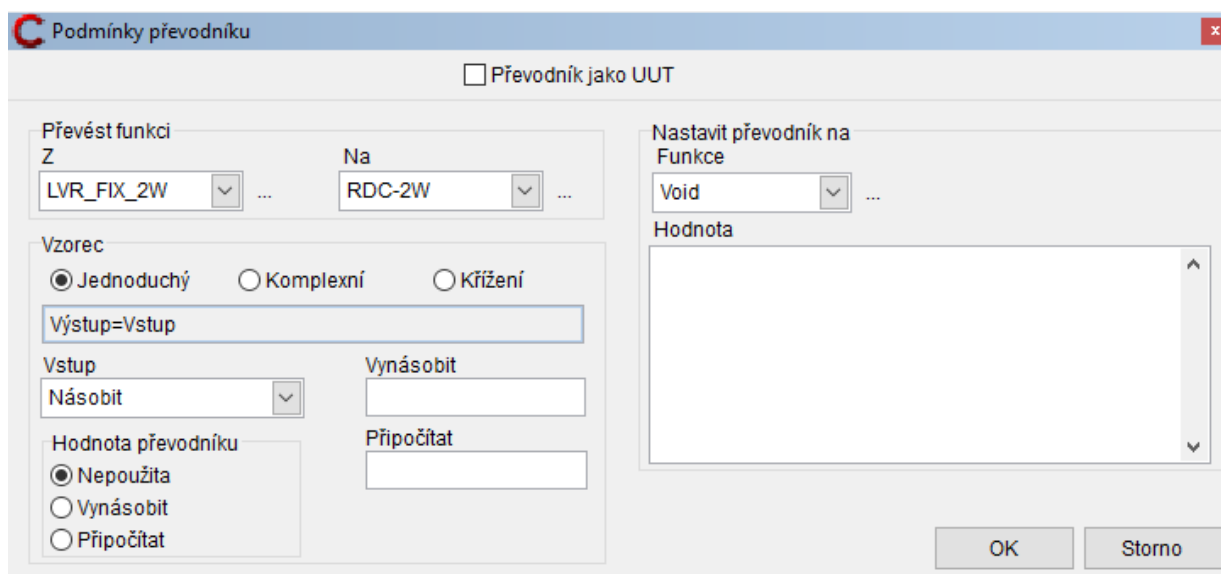 Podmínky převodníku
x
Převodník jako UUT
Převést funkci
Z Na
LVR_FIX_2W ... RDC-2W ...
Vzorec
Jednoduchý Komplexní Křížení
Výstup=Vstup
Vstup Vynásobit
Násobit
Hodnota převodníku Připočítat
Nepoužita
Vynásobit
Připočítat
Nastavit převodník na
Funkce
Void ...
Hodnota
OK Storno